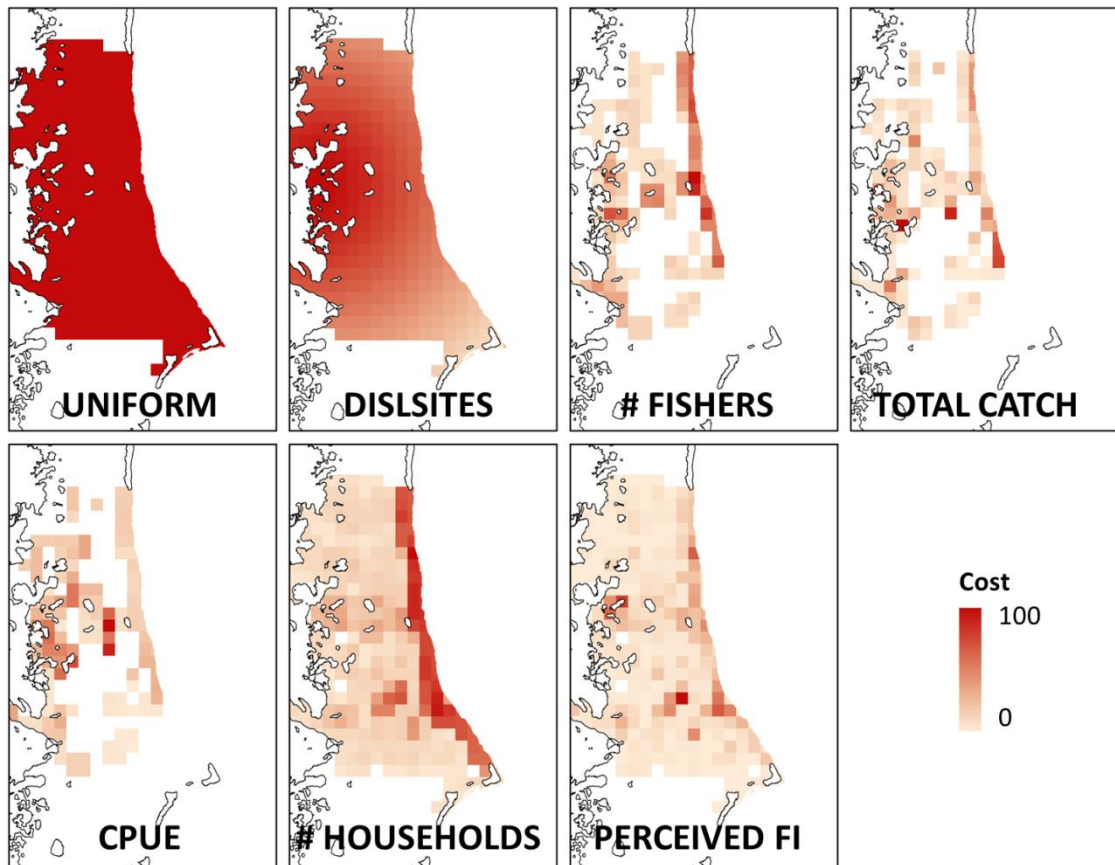 UNIFORM
DISLSITES
# FISHERS
TOTAL CATCH
CPUE
# HOUSEHOLDS
PERCEIVED FI
Cost
100
0